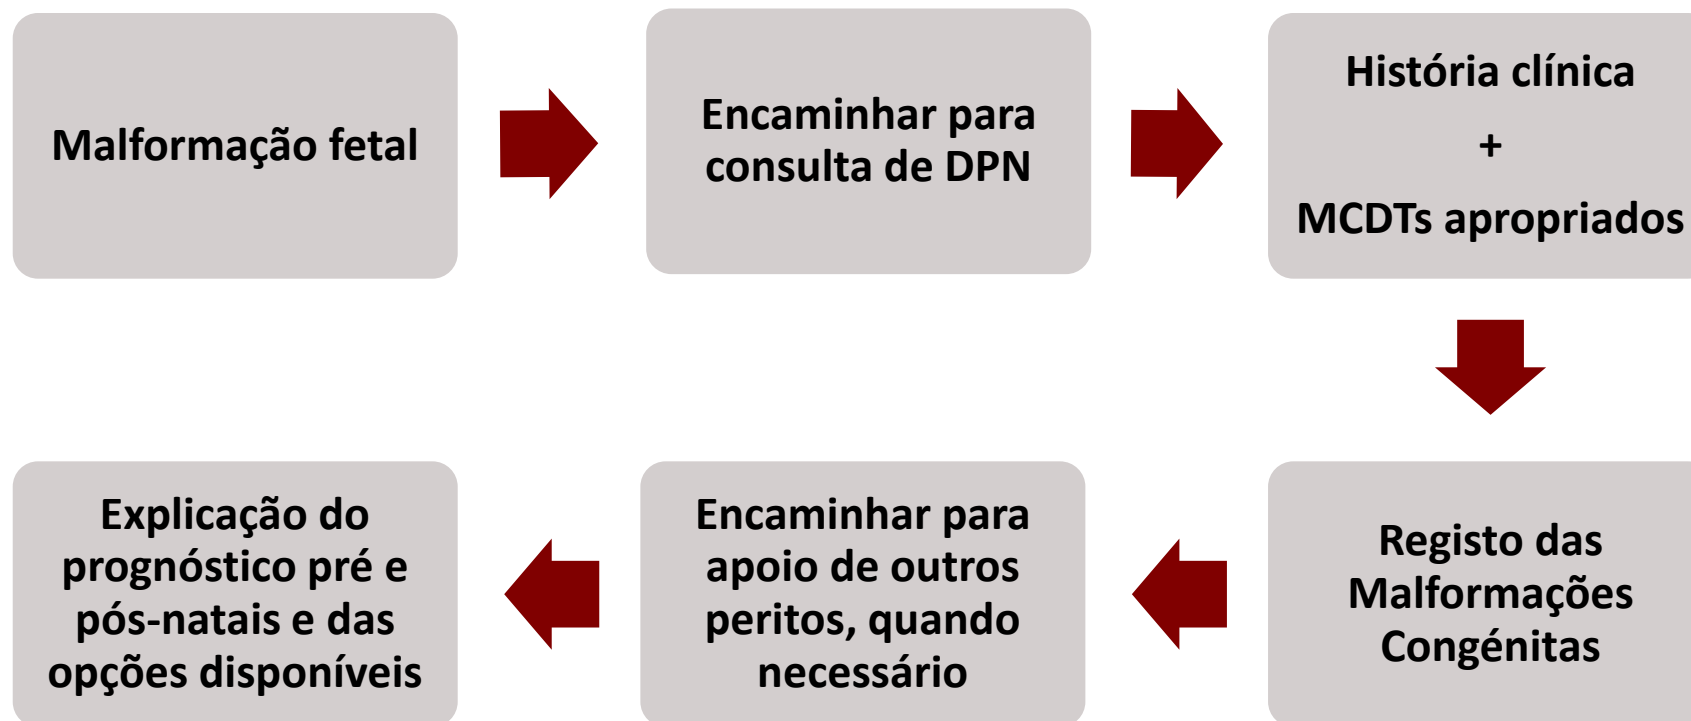 Malformação fetal
Encaminhar para
consulta de DPN
História clínica
+
MCDTs apropriados
Registo das
Malformações
Congénitas
Encaminhar para
apoio de outros
peritos, quando
necessário
Explicação do
prognóstico pré e
pós-natais e das
opções disponíveis